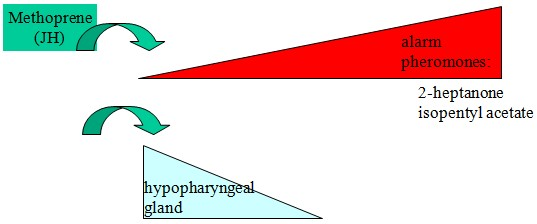 Methoprene
(JH)
alarm
pheromones:
2-heptanone
isopentyl acetate
hypopharyngeal
gland